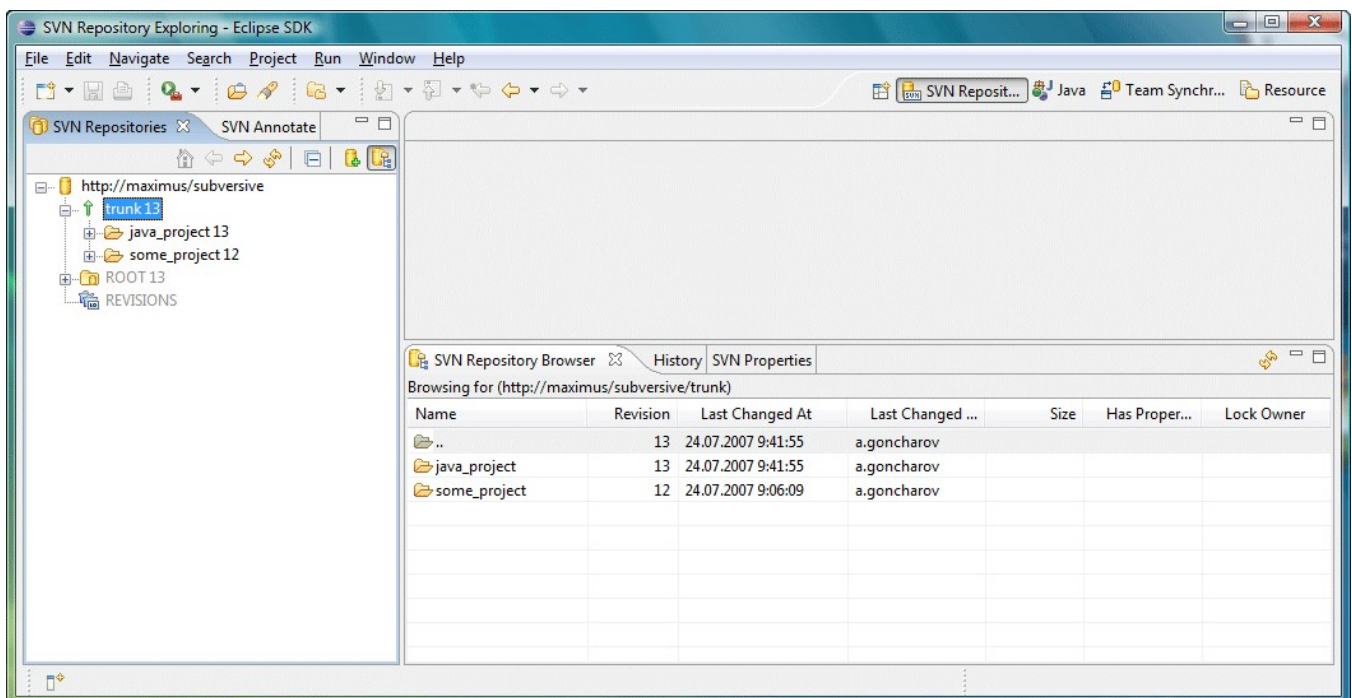 SVN Repository Exploring - Eclipse SDK
File Edit Navigate Search Project Run Window Help
SVN Reposit... Java Team Synchr... Resource
SVN Repositories SVN Annotate
http://maximus/subversive
trunk 13
java_project 13
some_project 12
ROOT 13
REVISIONS
SVN Repository Browser History SVN Properties
Browsing for (http://maximus/subversive/trunk)
Name Revision Last Changed At Last Changed ... Size Has Proper... Lock Owner
.. 13 24.07.2007 9:41:55 a.goncharov
java_project 13 24.07.2007 9:41:55 a.goncharov
some_project 12 24.07.2007 9:06:09 a.goncharov